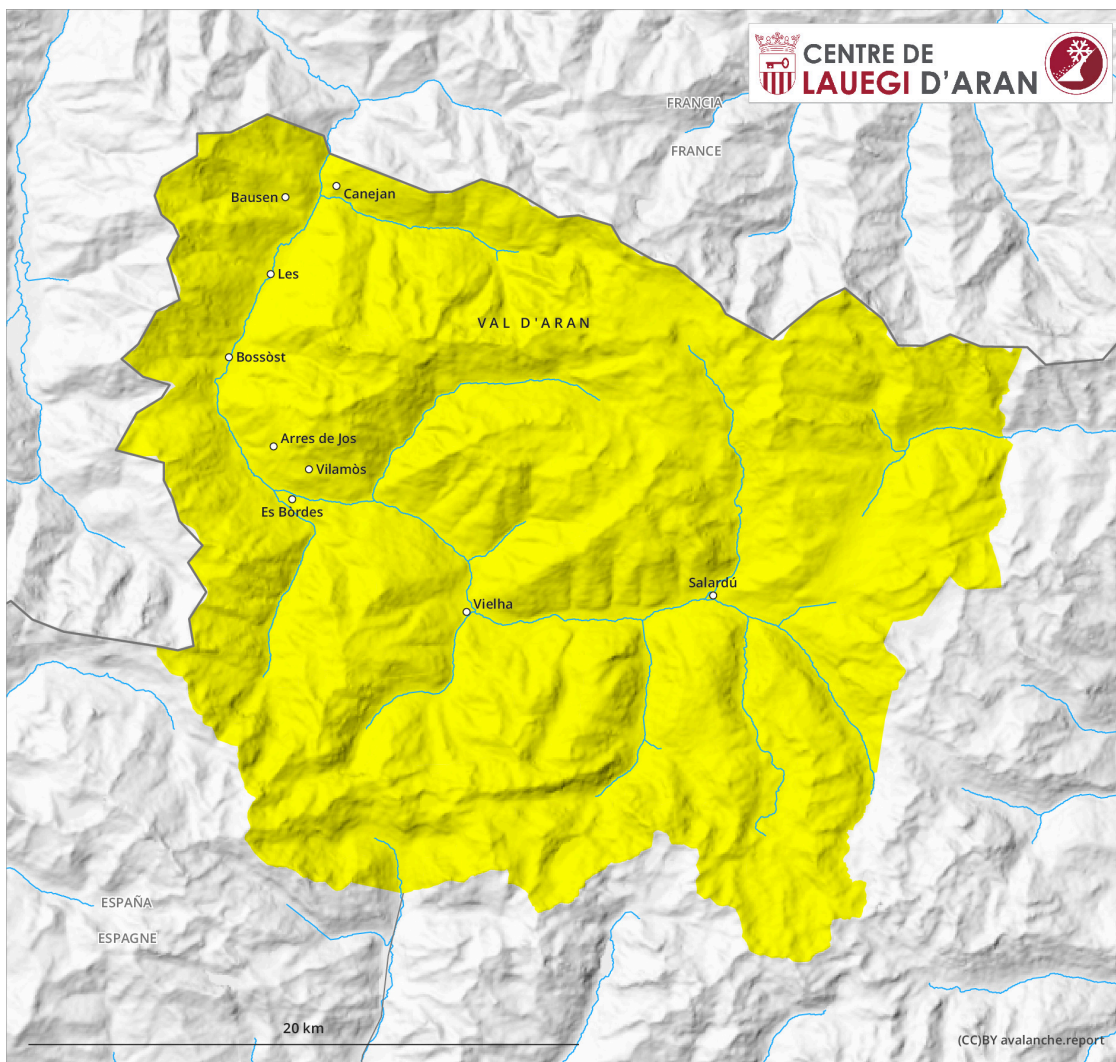 CENTRE DE
LAUEGI D'ARAN
FRANCIA
FRANCE
Bausen
Canejan
Les
VAL D'ARAN
Bossòst
Arres de Jos
Vilamòs
Es Bòrdes
Salardú
Vielha
ESPAÑA
ESPAGNE
20 km
(CC)BY avalanche.report